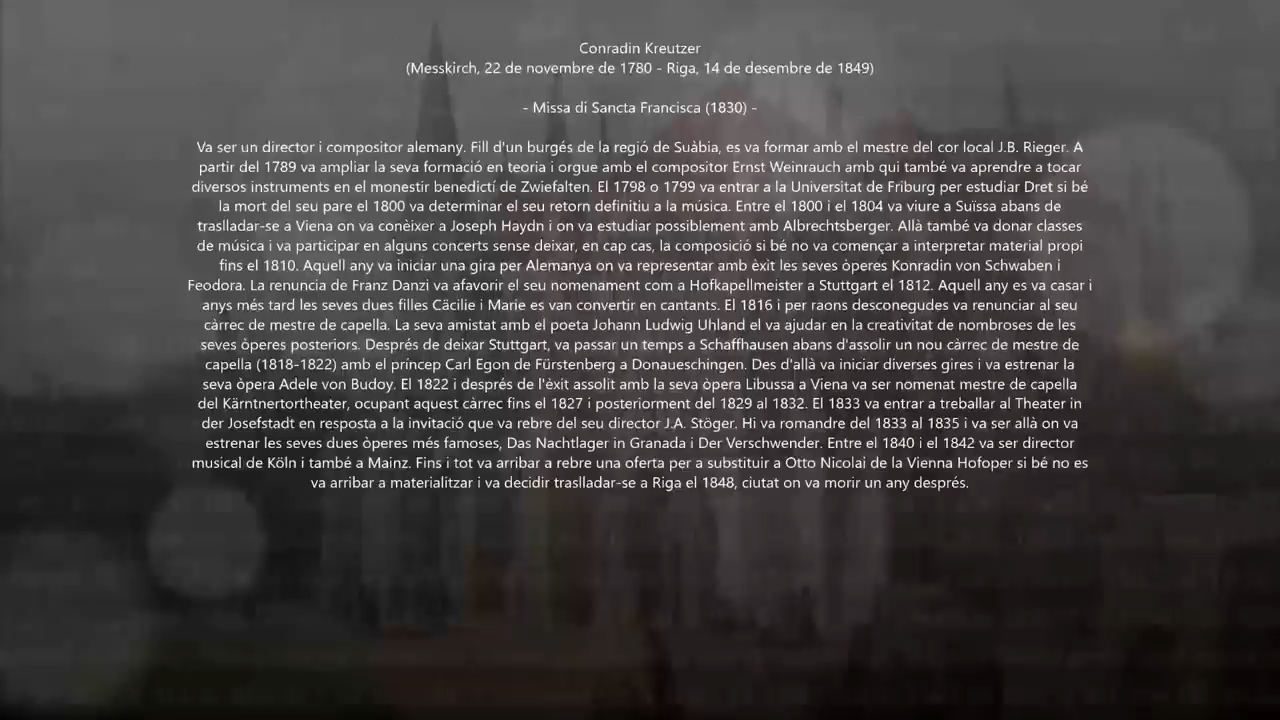 Conradin Kreutzer
(Messkirch, 22 de novembre de 1780 - Riga, 14 de desembre de 1849)
- Missa di Sancta Francisca (1830) -
Va ser un director i compositor alemany. Fill d'un burgés de la regió de Suàbia, es va formar amb el mestre del cor local J.B. Rieger. A
partir del 1789 va ampliar la seva formació en teoria i orgue amb el compositor Ernst Weinrauch amb qui també va aprendre a tocar
diversos instruments en el monestir benedictí de Zwiefalten. El 1798 o 1799 va entrar a la Universitat de Friburg per estudiar Dret si bé
la mort del seu pare el 1800 va determinar el seu retorn definitiu a la música. Entre el 1800 i el 1804 va viure a Suïssa abans de
traslladar-se a Viena on va conèixer a Joseph Haydn i on va estudiar possiblement amb Albrechtsberger. Allà també va donar classes
de música i va participar en alguns concerts sense deixar, en cap cas, la composició si bé no va començar a interpretar material propi
fins el 1810. Aquell any va iniciar una gira per Alemanya on va representar amb èxit les seves òperes Konradin von Schwaben i
Feodora. La renuncia de Franz Danzi va afavorir el seu nomenament com a Hofkapellmeister a Stuttgart el 1812. Aquell any es va casar i
anys més tard les seves dues filles Cäcilie i Marie es van convertir en cantants. El 1816 i per raons desconegudes va renunciar al seu
càrrec de mestre de capella. La seva amistat amb el poeta Johann Ludwig Uhland el va ajudar en la creativitat de nombroses de les
seves òperes posteriors. Després de deixar Stuttgart, va passar un temps a Schaffhausen abans d'assolir un nou càrrec de mestre de
capella (1818-1822) amb el príncep Carl Egon de Fürstenberg a Donaueschingen. Des d'allà va iniciar diverses gires i va estrenar la
seva òpera Adele von Budoy. El 1822 i després de l'èxit assolit amb la seva òpera Libussa a Viena va ser nomenat mestre de capella
del Kärntnertortheater, ocupant aquest càrrec fins el 1827 i posteriorment del 1829 al 1832. El 1833 va entrar a treballar al Theater in
der Josefstadt en resposta a la invitació que va rebre del seu director J.A. Stöger. Hi va romandre del 1833 al 1835 i va ser allà on va
estrenar les seves dues òperes més famoses, Das Nachtlager in Granada i Der Verschwender. Entre el 1840 i el 1842 va ser director
musical de Köln i també a Mainz. Fins i tot va arribar a rebre una oferta per a substituir a Otto Nicolai de la Vienna Hofoper si bé no es
va arribar a materialitzar i va decidir traslladar-se a Riga el 1848, ciutat on va morir un any després.